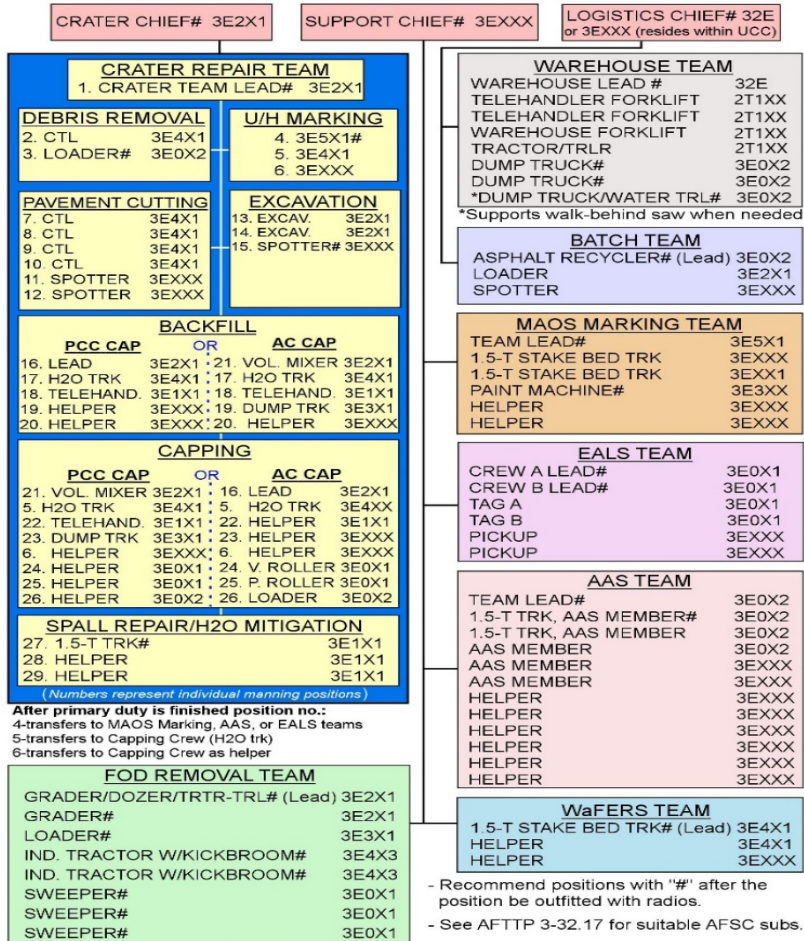 CRATER CHIEF# 3E2X1
SUPPORT CHIEF# 3EXXX
LOGISTICS CHIEF# 32E
or 3EXXX (resides within UCC)
CRATER REPAIR TEAM
1. CRATER TEAM LEAD# 3E2X1
DEBRIS REMOVAL
2. CTL 3E4X1
3. LOADER# 3E0X2
U/H MARKING
4. 3E5X1#
5. 3E4X1
6. 3EXXX
PAVEMENT CUTTING
7. CTL 3E4X1
8. CTL 3E4X1
9. CTL 3E4X1
10. CTL 3E4X1
11. SPOTTER 3EXXX
12. SPOTTER 3EXXX
EXCAVATION
13. EXCAV. 3E2X1
14. EXCAV. 3E2X1
15. SPOTTER# 3EXXX
BACKFILL
PCC CAP OR AC CAP
16. LEAD 3E2X1 21. VOL. MIXER 3E2X1
17. H2O TRK 3E4X1 17. H2O TRK 3E4X1
18. TELEHAND. 3E1X1 18. TELEHAND. 3E1X1
19. HELPER 3EXXX 19. DUMP TRK 3E3X1
20. HELPER 3EXXX 20. HELPER 3EXXX
CAPPING
PCC CAP OR AC CAP
21. VOL. MIXER 3E2X1 16. LEAD 3E2X1
5. H2O TRK 3E4X1 5. H2O TRK 3E4XX
22. TELEHAND. 3E1X1 22. HELPER 3E1X1
23. DUMP TRK 3E3X1 23. HELPER 3EXXX
6. HELPER 3EXXX 6. HELPER 3EXXX
24. HELPER 3E0X1 24. V. ROLLER 3E0X1
25. HELPER 3E0X1 25. P. ROLLER 3E0X1
26. HELPER 3E0X2 26. LOADER 3E0X2
SPALL REPAIR/H2O MITIGATION
27. 1.5-T TRK# 3E1X1
28. HELPER 3E1X1
29. HELPER 3E1X1
(Numbers represent individual manning positions)
After primary duty is finished position no.:
4-transfers to MAOS Marking, AAS, or EALS teams
5-transfers to Capping Crew (H2O trk)
6-transfers to Capping Crew as helper
FOD REMOVAL TEAM
GRADER/DOZER/TRTR-TRL# (Lead) 3E2X1
GRADER# 3E2X1
LOADER# 3E3X1
IND. TRACTOR W/KICKBROOM# 3E4X3
IND. TRACTOR W/KICKBROOM# 3E4X3
SWEEPER# 3E0X1
SWEEPER# 3E0X1
SWEEPER# 3E0X1
WAREHOUSE TEAM
WAREHOUSE LEAD # 32E
TELEHANDLER FORKLIFT 2T1XX
TELEHANDLER FORKLIFT 2T1XX
WAREHOUSE FORKLIFT 2T1XX
TRACTOR/TRLR 2T1XX
DUMP TRUCK# 3E0X2
DUMP TRUCK# 3E0X2
*DUMP TRUCK/WATER TRL# 3E0X2
*Supports walk-behind saw when needed
BATCH TEAM
ASPHALT RECYCLER# (Lead) 3E0X2
LOADER 3E2X1
SPOTTER 3EXXX
MAOS MARKING TEAM
TEAM LEAD# 3E5X1
1.5-T STAKE BED TRK 3EXXX
1.5-T STAKE BED TRK 3EXX1
PAINT MACHINE# 3E3XX
HELPER 3EXXX
HELPER 3EXXX
EALS TEAM
CREW A LEAD# 3E0X1
CREW B LEAD# 3E0X1
TAG A 3E0X1
TAG B 3E0X1
PICKUP 3EXXX
PICKUP 3EXXX
AAS TEAM
TEAM LEAD# 3E0X2
1.5-T TRK, AAS MEMBER# 3E0X2
1.5-T TRK, AAS MEMBER 3E0X2
AAS MEMBER 3E0X2
AAS MEMBER 3EXXX
AAS MEMBER 3EXXX
HELPER 3EXXX
HELPER 3EXXX
HELPER 3EXXX
HELPER 3EXXX
HELPER 3EXXX
HELPER 3EXXX
WaFERS TEAM
1.5-T STAKE BED TRK# (Lead) 3E4X1
HELPER 3E4X1
HELPER 3EXXX
- Recommend positions with "#" after the
position be outfitted with radios.
- See AFTTP 3-32.17 for suitable AFSC subs.